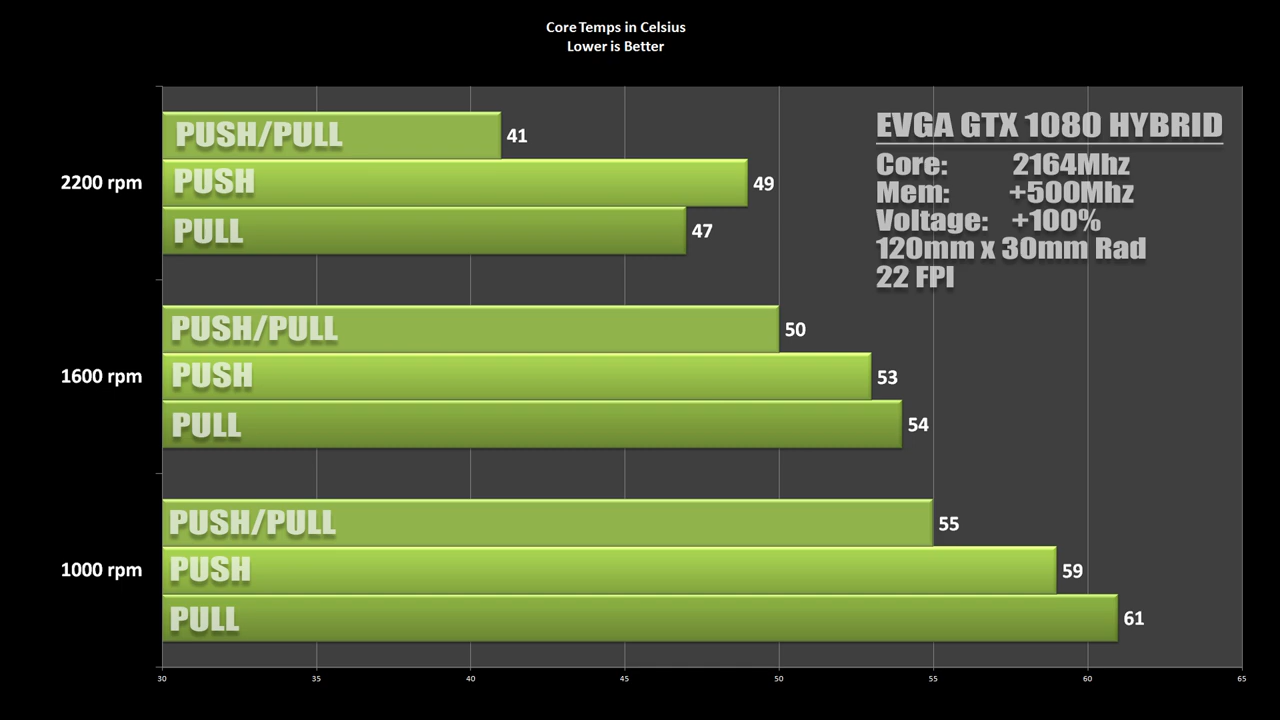 Core Temps in Celsius
Lower is Better
EVGA GTX 1080 HYBRID
Core: 2164Mhz
Mem: +500Mhz
Voltage: +100%
120mm x 30mm Rad
22 FPI
2200 rpm
PUSH/PULL 41
PUSH 49
PULL 47
1600 rpm
PUSH/PULL 50
PUSH 53
PULL 54
1000 rpm
PUSH/PULL 55
PUSH 59
PULL 61
30 35 40 45 50 55 60 65